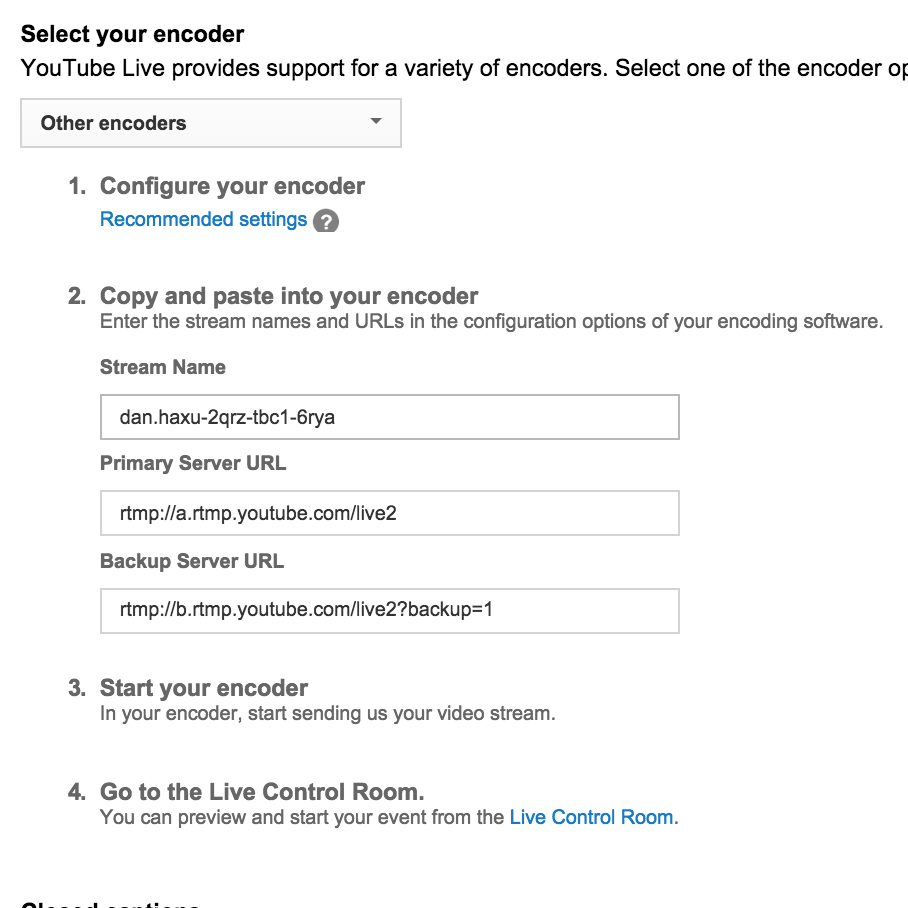 Select your encoder
YouTube Live provides support for a variety of encoders. Select one of the encoder op
Other encoders
1. Configure your encoder
Recommended settings ?
2. Copy and paste into your encoder
Enter the stream names and URLs in the configuration options of your encoding software.
Stream Name
dan.haxu-2qrz-tbc1-6rya
Primary Server URL
rtmp://a.rtmp.youtube.com/live2
Backup Server URL
rtmp://b.rtmp.youtube.com/live2?backup=1
3. Start your encoder
In your encoder, start sending us your video stream.
4. Go to the Live Control Room.
You can preview and start your event from the Live Control Room.
Closed captions